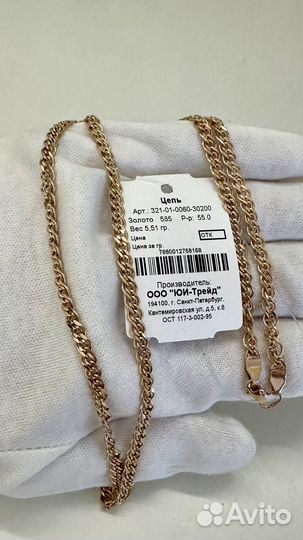 Цепь
Арт.: 321-01-0060-30200
Золото 585 Р-р: 55.0
Вес 5,51 гр.
Цена ОТК
Цена за гр.
7880012758168
Производитель:
ООО "ЮИ-Трейд"
194100, г. Санкт-Петербург,
Кантемировская ул, д.5, к.8
ОСТ 117-3-002-95
Avito